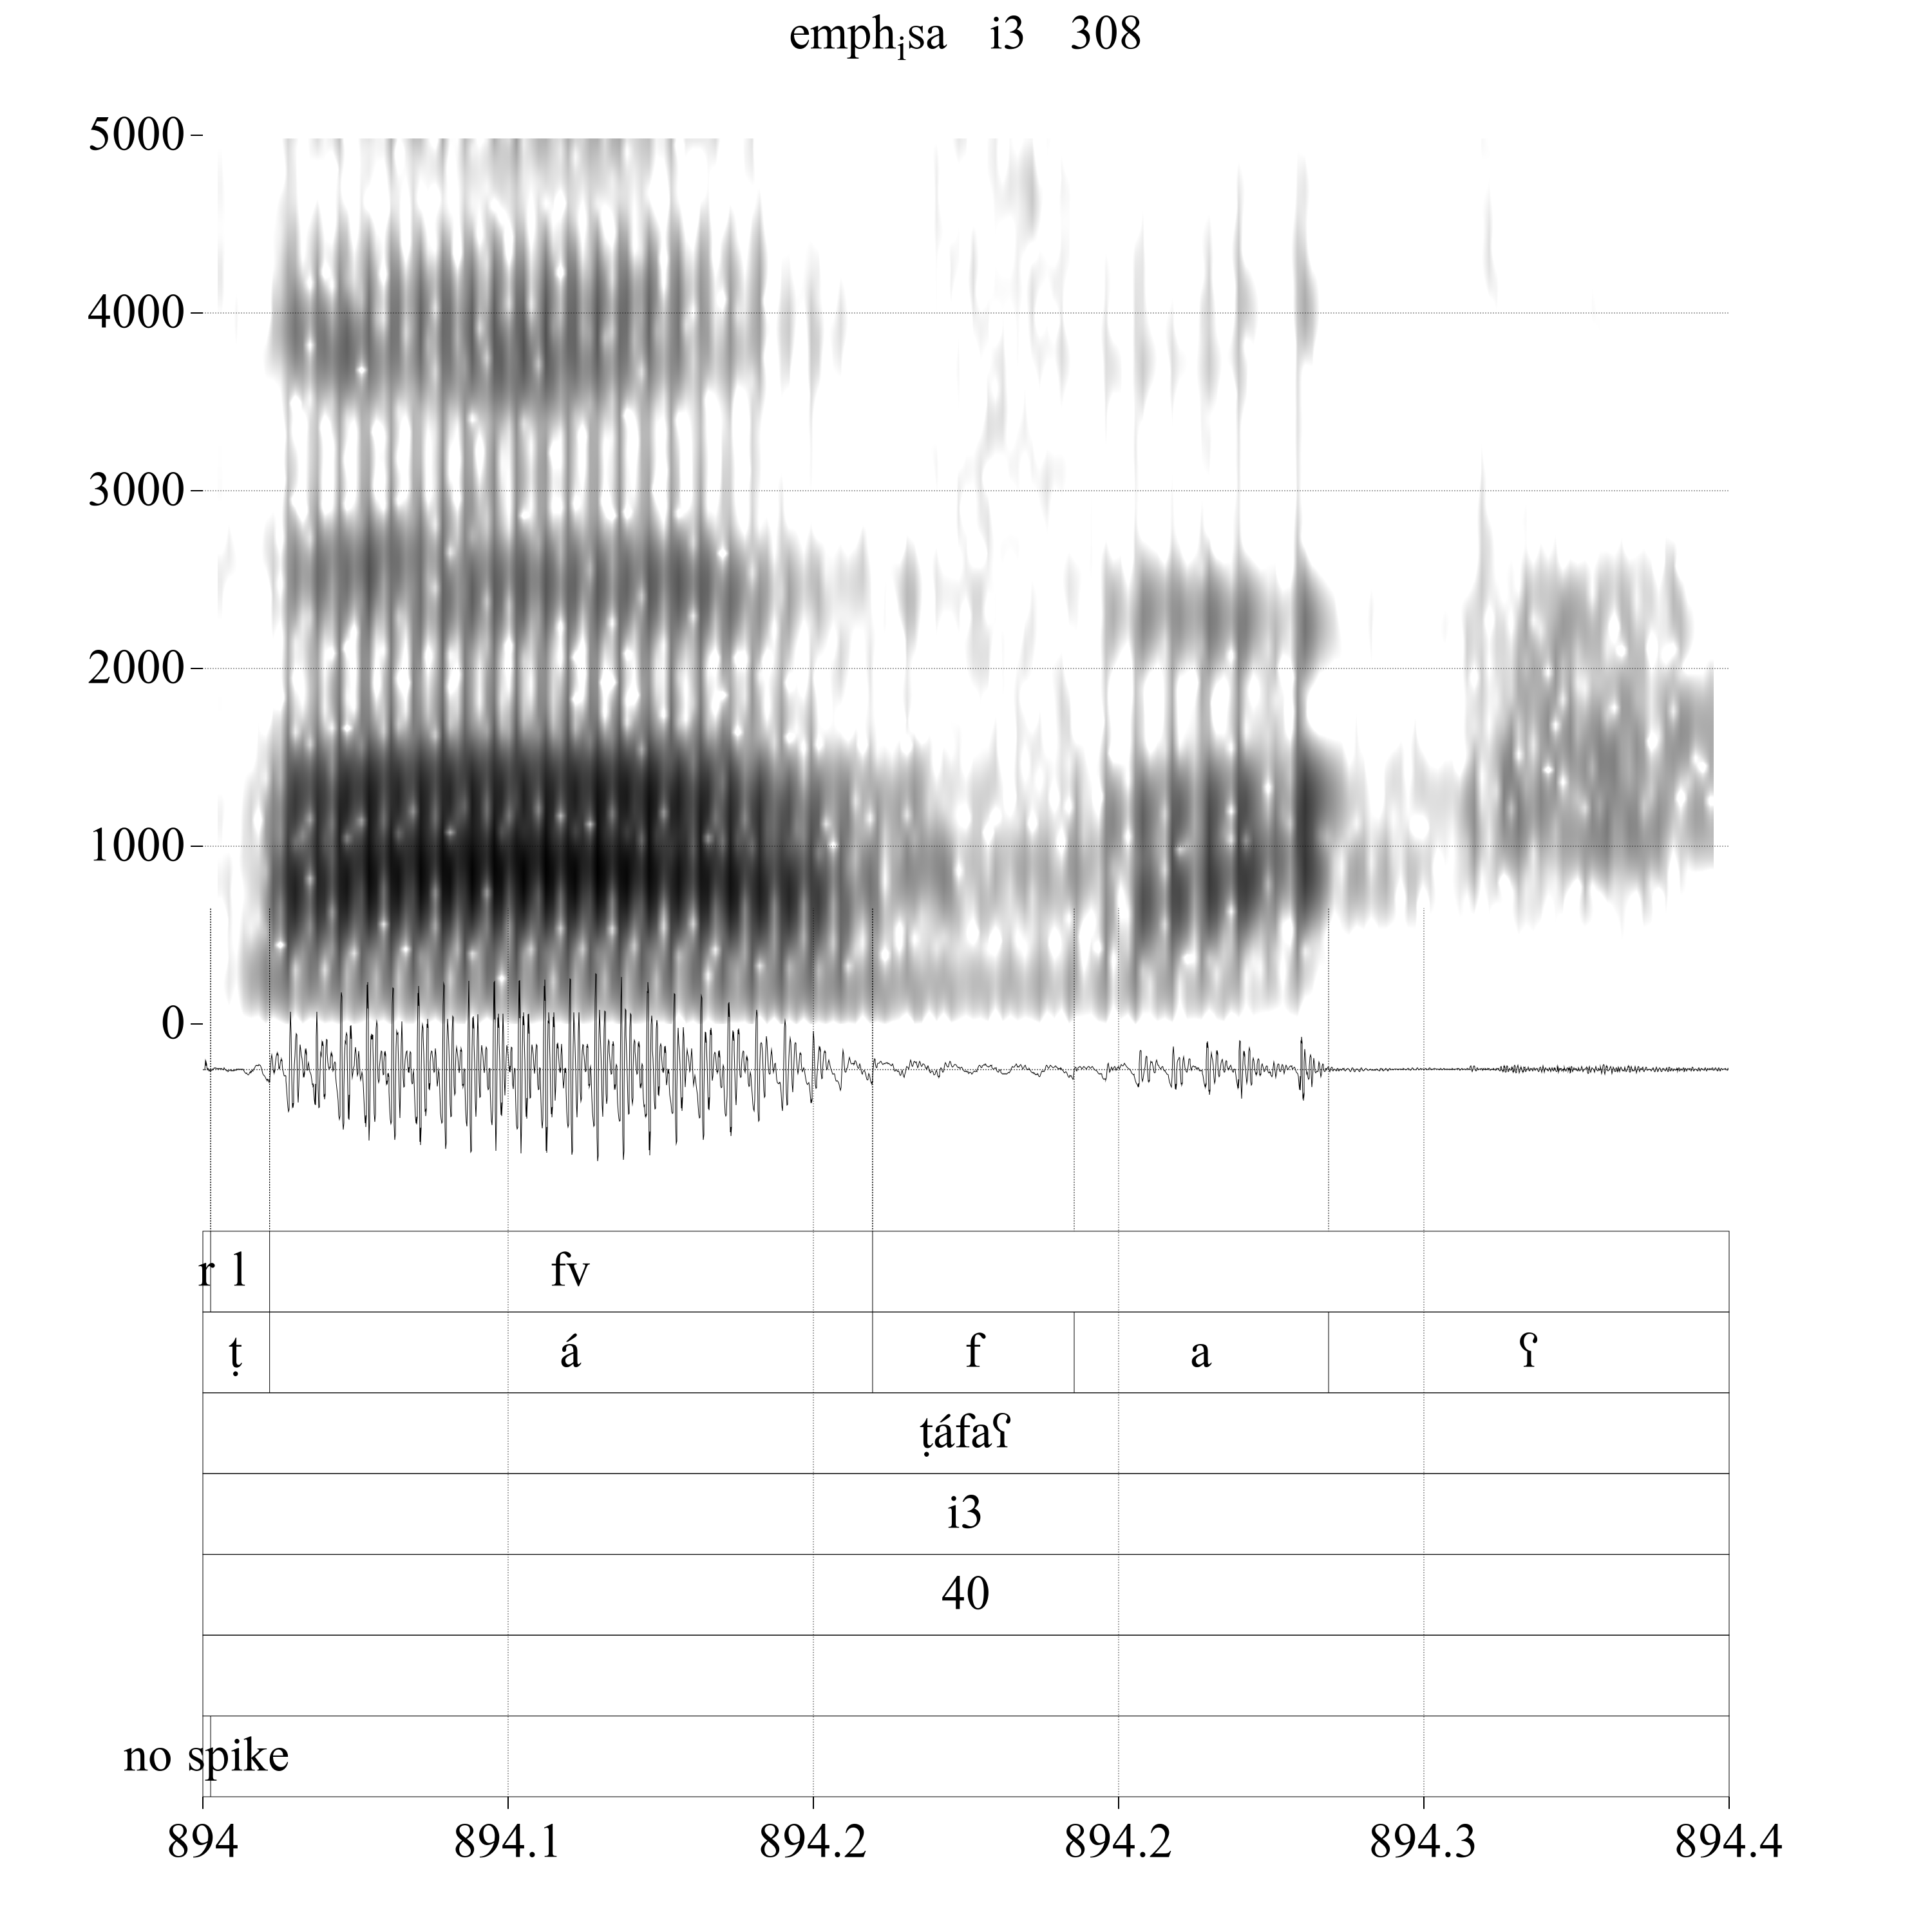 emphᵢsa i3 308
5000
4000
3000
2000
1000
0
r l fv
ṭ á f a ʕ
ṭáfaʕ
i3
40
no spike
894 894.1 894.2 894.2 894.3 894.4